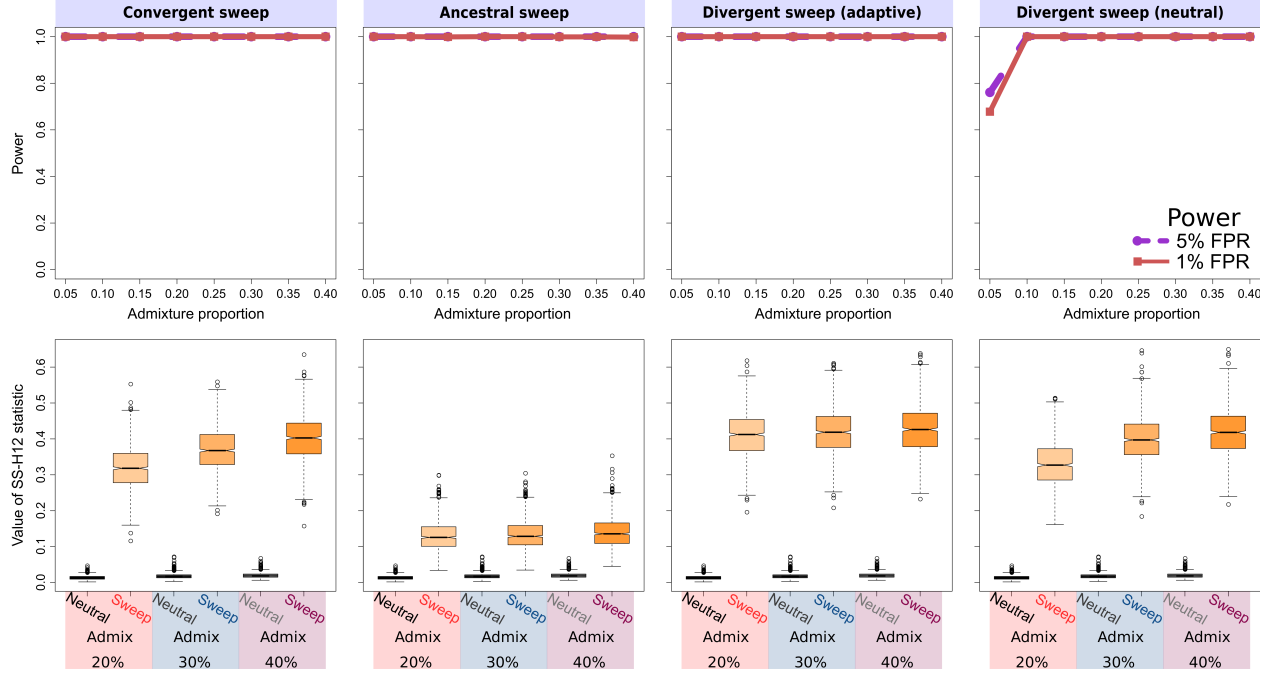 Convergent sweep
Ancestral sweep
Divergent sweep (adaptive)
Divergent sweep (neutral)
Power
0.0 0.2 0.4 0.6 0.8 1.0
0.05 0.10 0.15 0.20 0.25 0.30 0.35 0.40
Admixture proportion
0.05 0.10 0.15 0.20 0.25 0.30 0.35 0.40
Admixture proportion
0.05 0.10 0.15 0.20 0.25 0.30 0.35 0.40
Admixture proportion
Power
5% FPR
1% FPR
0.05 0.10 0.15 0.20 0.25 0.30 0.35 0.40
Admixture proportion
Value of SS-H12 statistic
0.0 0.1 0.2 0.3 0.4 0.5 0.6
Neutral Sweep Neutral Sweep Neutral Sweep
Admix Admix Admix
20% 30% 40%
Neutral Sweep Neutral Sweep Neutral Sweep
Admix Admix Admix
20% 30% 40%
Neutral Sweep Neutral Sweep Neutral Sweep
Admix Admix Admix
20% 30% 40%
Neutral Sweep Neutral Sweep Neutral Sweep
Admix Admix Admix
20% 30% 40%